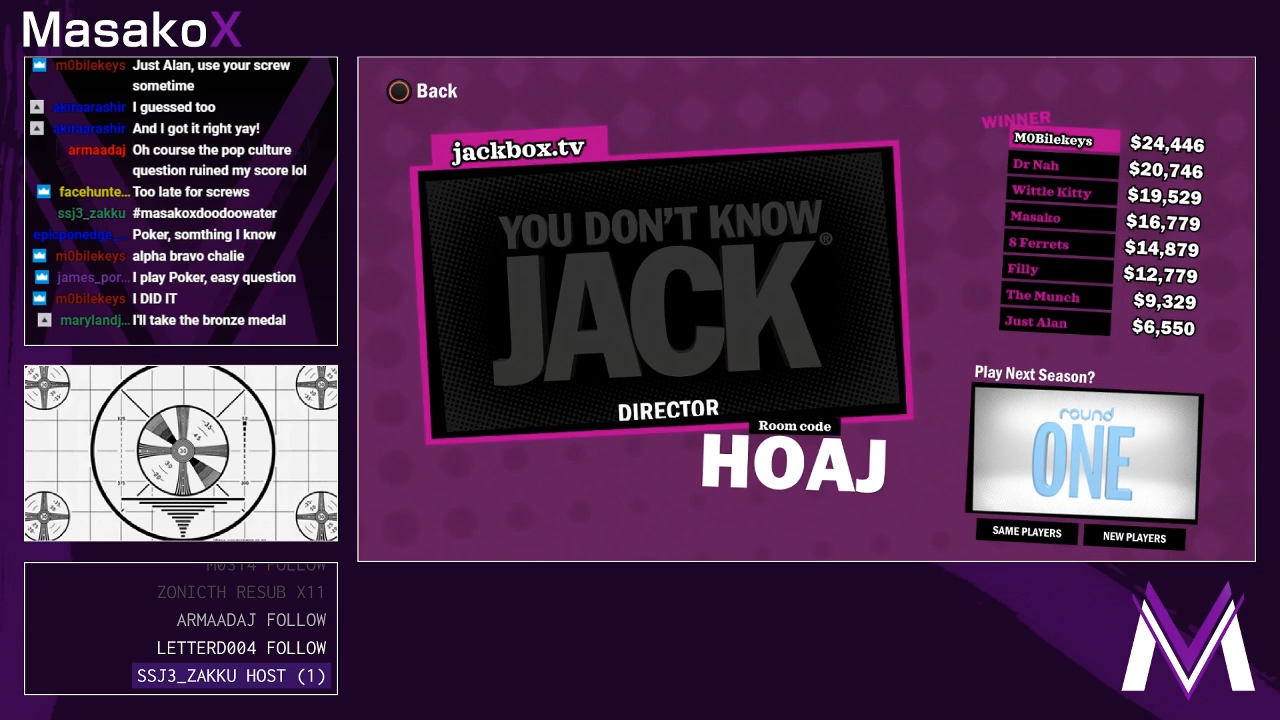 MasakoX
m0bilekeys Just Alan, use your screw
sometime
akiraarashir I guessed too
akiraarashir And I got it right yay!
armaadaj Oh course the pop culture
question ruined my score lol
facehunte... Too late for screws
ssj3_zakku #masakoxdoodoowater
Poker, somthing I know
m0bilekeys alpha bravo chalie
james_por... I play Poker, easy question
m0bilekeys I DID IT
marylandj... I'll take the bronze medal
M03T4 FOLLOW
ZONICTH RESUB X11
ARMAADAJ FOLLOW
LETTERD004 FOLLOW
SSJ3_ZAKKU HOST (1)
Back
jackbox.tv
YOU DON'T KNOW
JACK®
DIRECTOR
Room code
HOAJ
WINNER
M0Bilekeys $24,446
Dr Nah $20,746
Wittle Kitty $19,529
Masako $16,779
8 Ferrets $14,879
Filly $12,779
The Munch $9,329
Just Alan $6,550
Play Next Season?
round
ONE
SAME PLAYERS
NEW PLAYERS
M